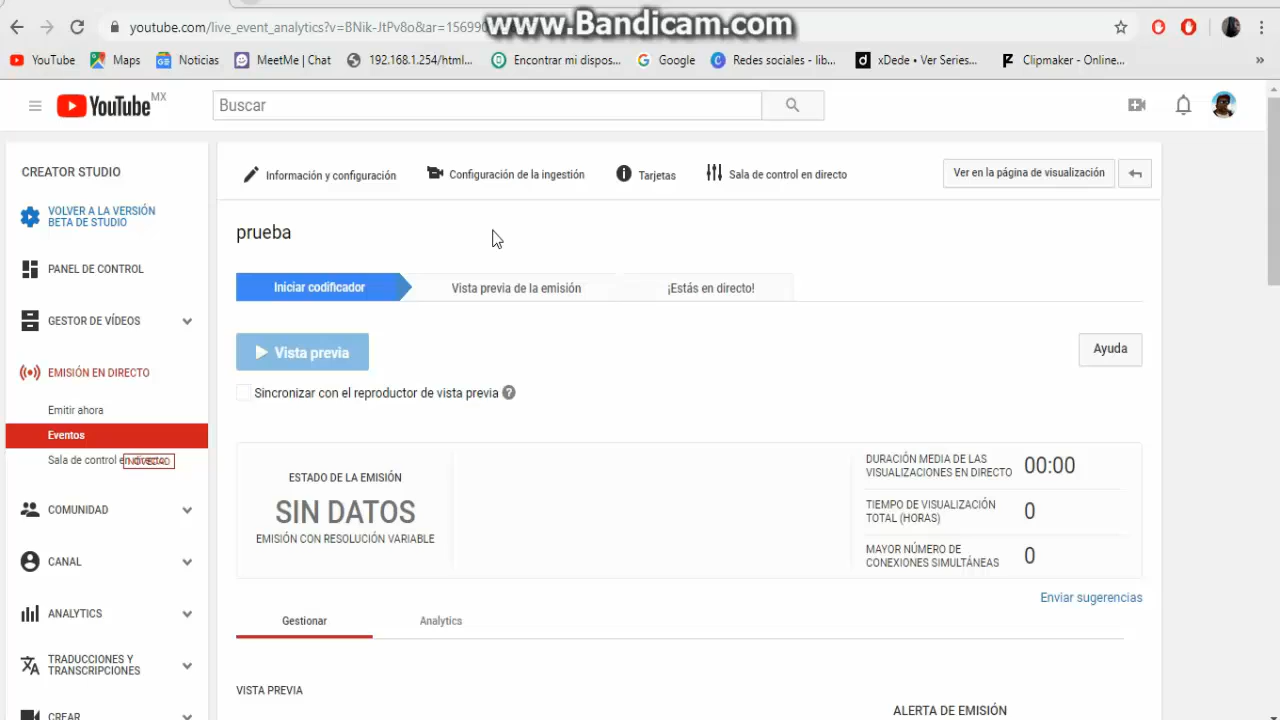 www.Bandicam.com
youtube.com/live_event_analytics?v=BNik-JtPv8o&ar=15699
YouTube Maps Noticias MeetMe | Chat 192.168.1.254/html... Encontrar mi dispos... Google Redes sociales - lib... xDede • Ver Series... Clipmaker - Online... »
YouTube MX
Buscar
CREATOR STUDIO
VOLVER A LA VERSIÓN
BETA DE STUDIO
PANEL DE CONTROL
GESTOR DE VÍDEOS
EMISIÓN EN DIRECTO
Emitir ahora
Eventos
Sala de control en directo
NOVEDAD
COMUNIDAD
CANAL
ANALYTICS
TRADUCCIONES Y
TRANSCRIPCIONES
CREAR
Información y configuración Configuración de la ingestión Tarjetas Sala de control en directo Ver en la página de visualización
prueba
Iniciar codificador Vista previa de la emisión ¡Estás en directo!
Vista previa
Ayuda
Sincronizar con el reproductor de vista previa ?
ESTADO DE LA EMISIÓN
SIN DATOS
EMISIÓN CON RESOLUCIÓN VARIABLE
DURACIÓN MEDIA DE LAS
VISUALIZACIONES EN DIRECTO 00:00
TIEMPO DE VISUALIZACIÓN
TOTAL (HORAS) 0
MAYOR NÚMERO DE
CONEXIONES SIMULTÁNEAS 0
Enviar sugerencias
Gestionar Analytics
VISTA PREVIA
ALERTA DE EMISIÓN